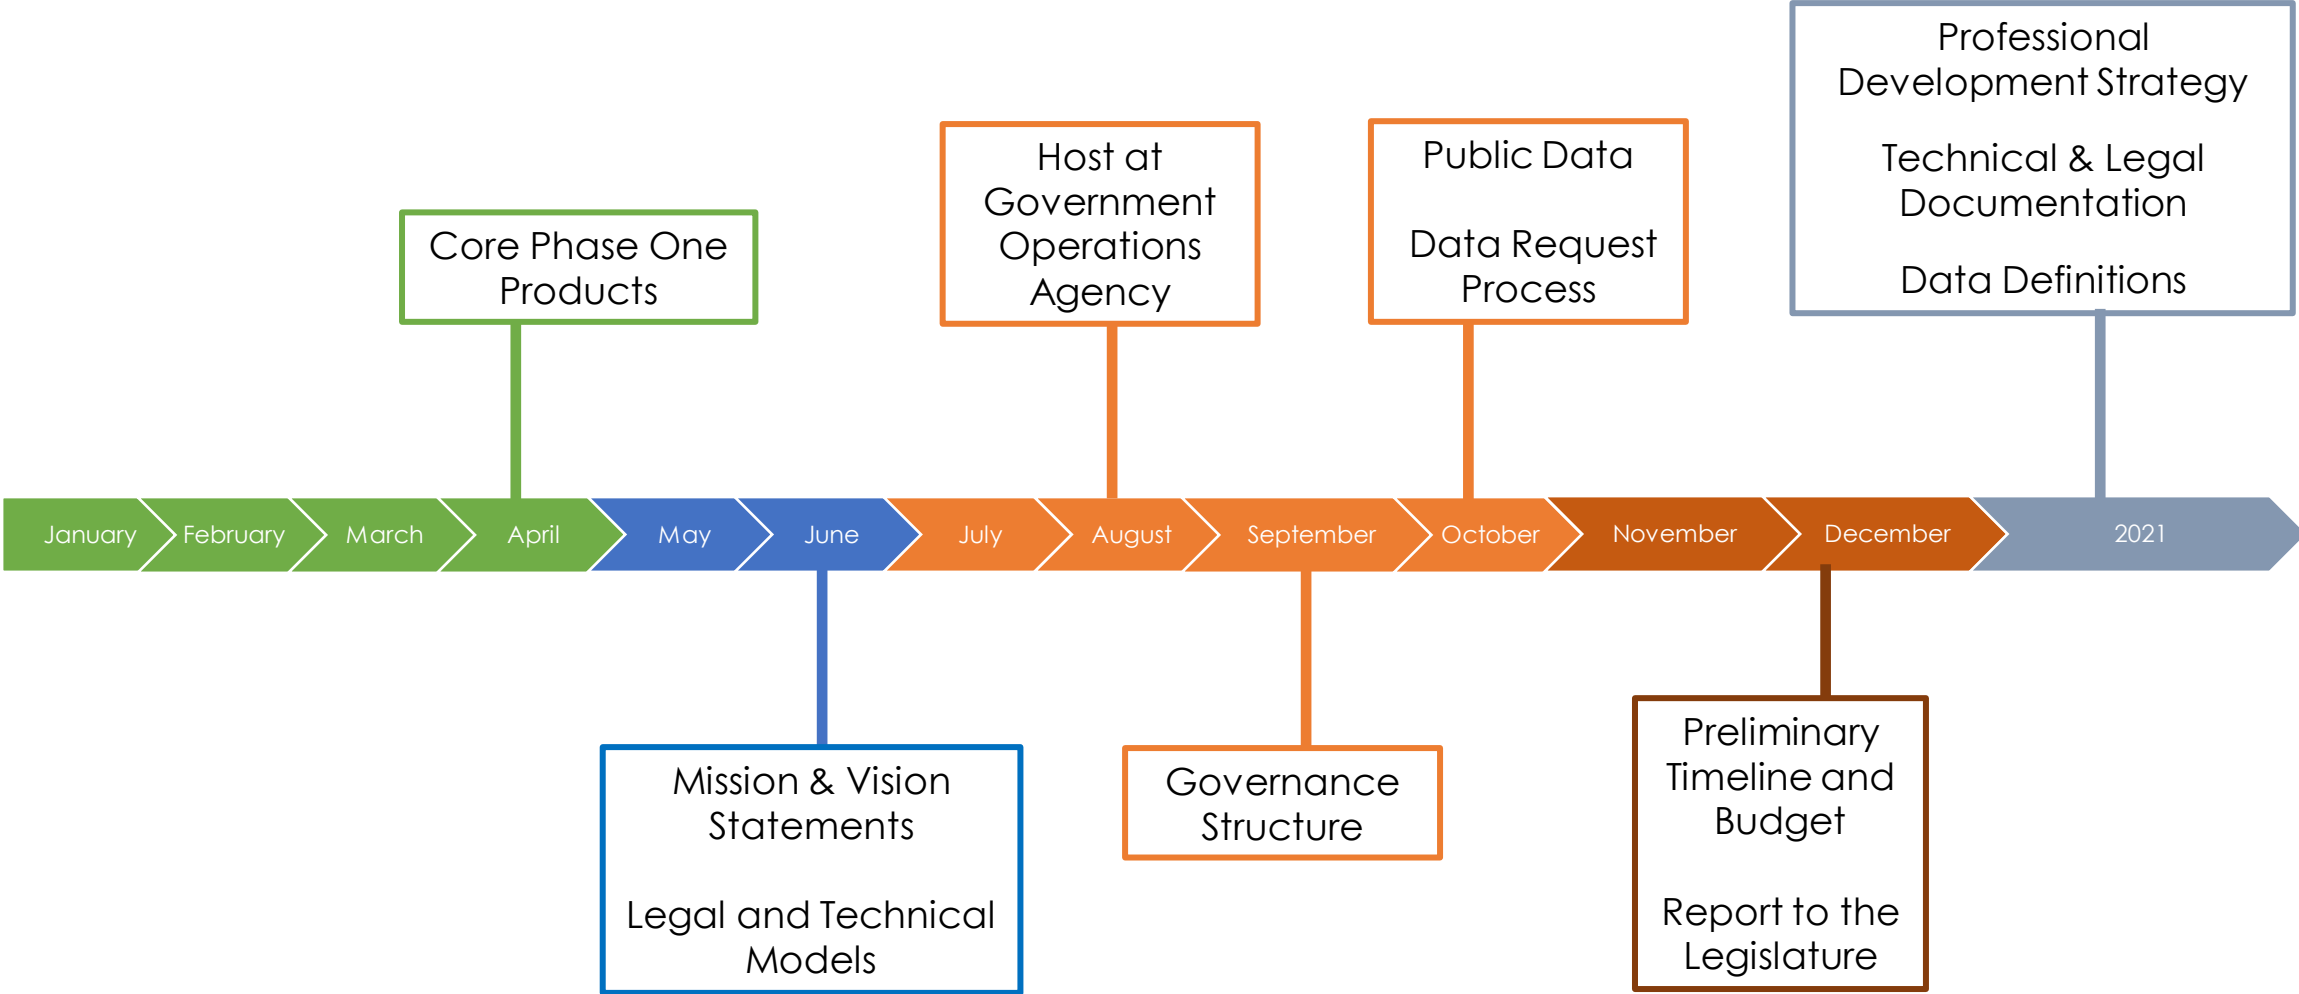 Professional
Development Strategy
Technical & Legal
Documentation
Data Definitions
Host at
Government
Operations
Agency
Public Data
Data Request
Process
Core Phase One
Products
January
February
March
April
May
June
July
August
September
October
November
December
2021
Mission & Vision
Statements
Legal and Technical
Models
Governance
Structure
Preliminary
Timeline and
Budget
Report to the
Legislature